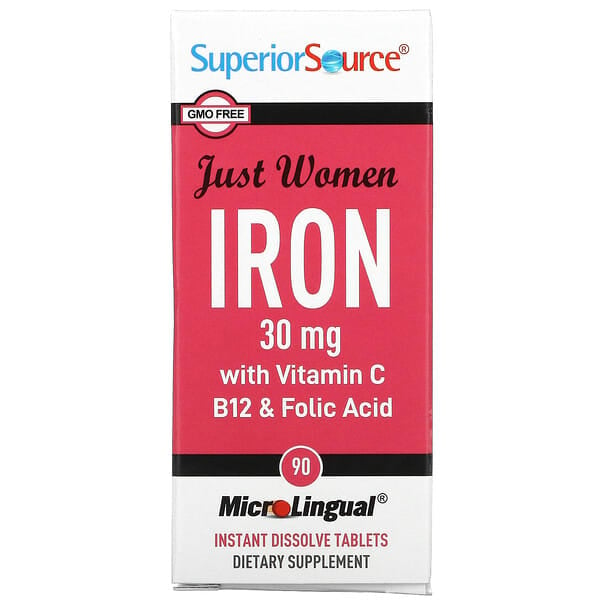 SuperiorSource®
GMO FREE
Just Women
IRON
30 mg
with Vitamin C
B12 & Folic Acid
90
MicroLingual®
INSTANT DISSOLVE TABLETS
DIETARY SUPPLEMENT